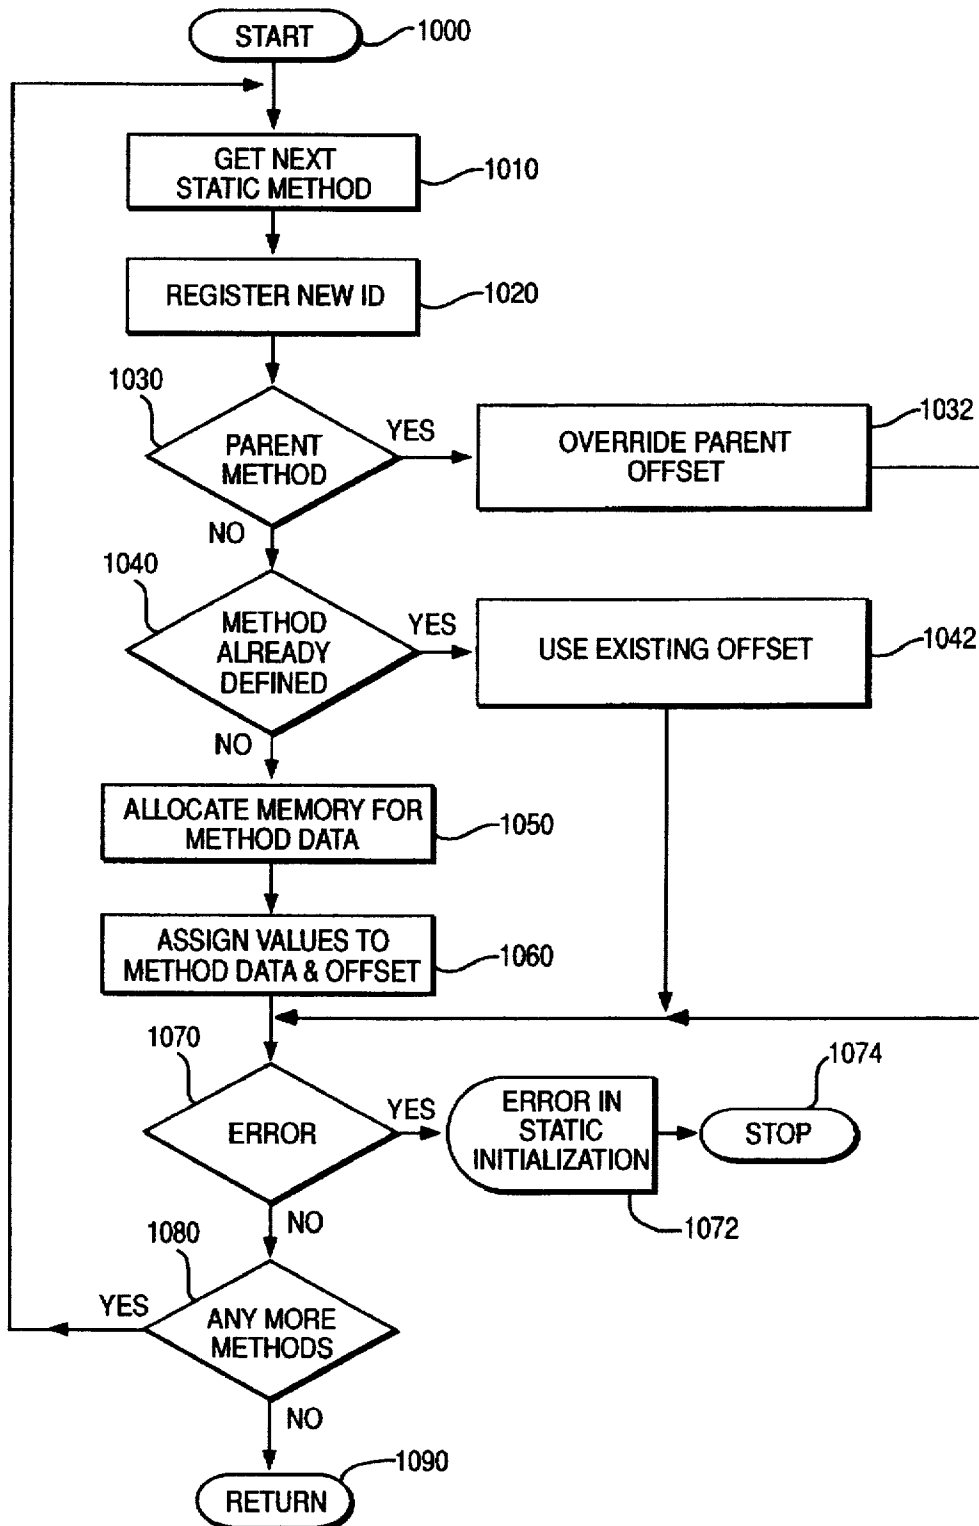 START
1000
GET NEXT
STATIC METHOD
1010
REGISTER NEW ID
1020
1030
PARENT
METHOD
YES
OVERRIDE PARENT
OFFSET
1032
NO
1040
METHOD
ALREADY
DEFINED
YES
USE EXISTING OFFSET
1042
NO
ALLOCATE MEMORY FOR
METHOD DATA
1050
ASSIGN VALUES TO
METHOD DATA & OFFSET
1060
1070
ERROR
YES
ERROR IN
STATIC
INITIALIZATION
1072
STOP
1074
NO
1080
YES
ANY MORE
METHODS
NO
RETURN
1090